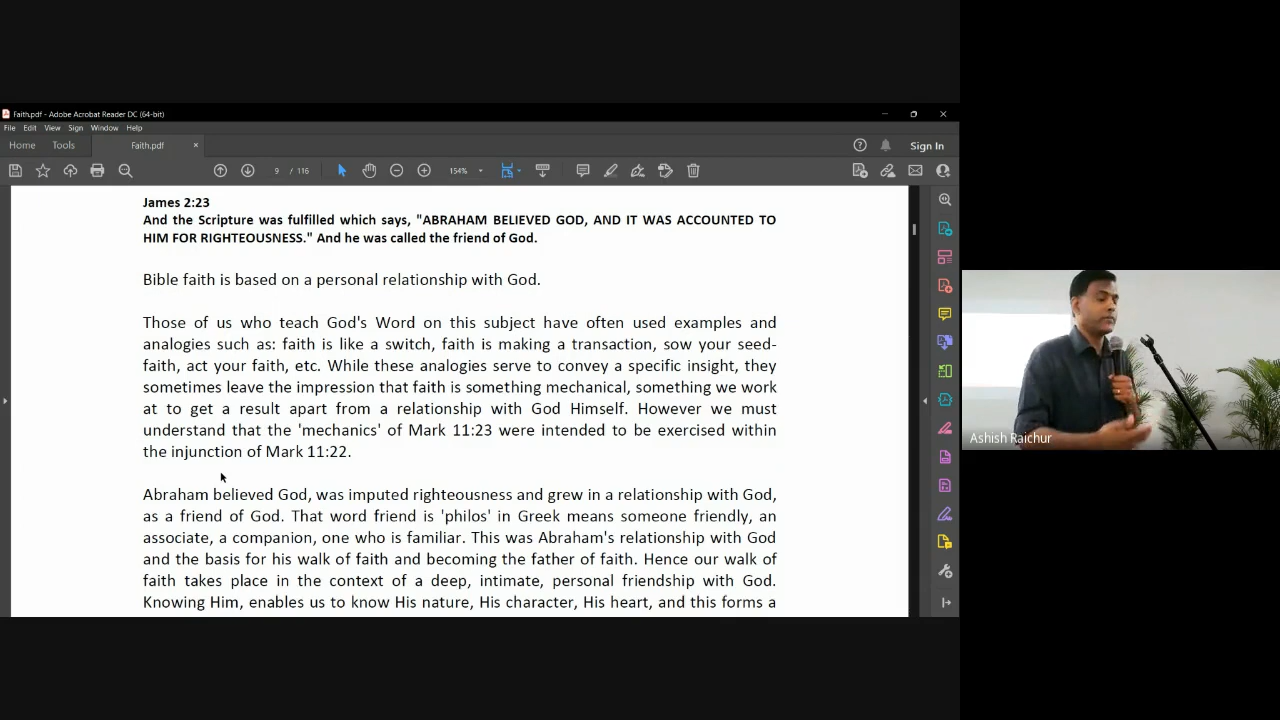 Faith.pdf - Adobe Acrobat Reader DC (64-bit)
File Edit View Sign Window Help
Home Tools Faith.pdf × Sign In
9 / 116 154%
James 2:23
And the Scripture was fulfilled which says, "ABRAHAM BELIEVED GOD, AND IT WAS ACCOUNTED TO
HIM FOR RIGHTEOUSNESS." And he was called the friend of God.
Bible faith is based on a personal relationship with God.
Those of us who teach God's Word on this subject have often used examples and
analogies such as: faith is like a switch, faith is making a transaction, sow your seed-
faith, act your faith, etc. While these analogies serve to convey a specific insight, they
sometimes leave the impression that faith is something mechanical, something we work
at to get a result apart from a relationship with God Himself. However we must
understand that the 'mechanics' of Mark 11:23 were intended to be exercised within
the injunction of Mark 11:22.
Abraham believed God, was imputed righteousness and grew in a relationship with God,
as a friend of God. That word friend is 'philos' in Greek means someone friendly, an
associate, a companion, one who is familiar. This was Abraham's relationship with God
and the basis for his walk of faith and becoming the father of faith. Hence our walk of
faith takes place in the context of a deep, intimate, personal friendship with God.
Knowing Him, enables us to know His nature, His character, His heart, and this forms a
Ashish Raichur